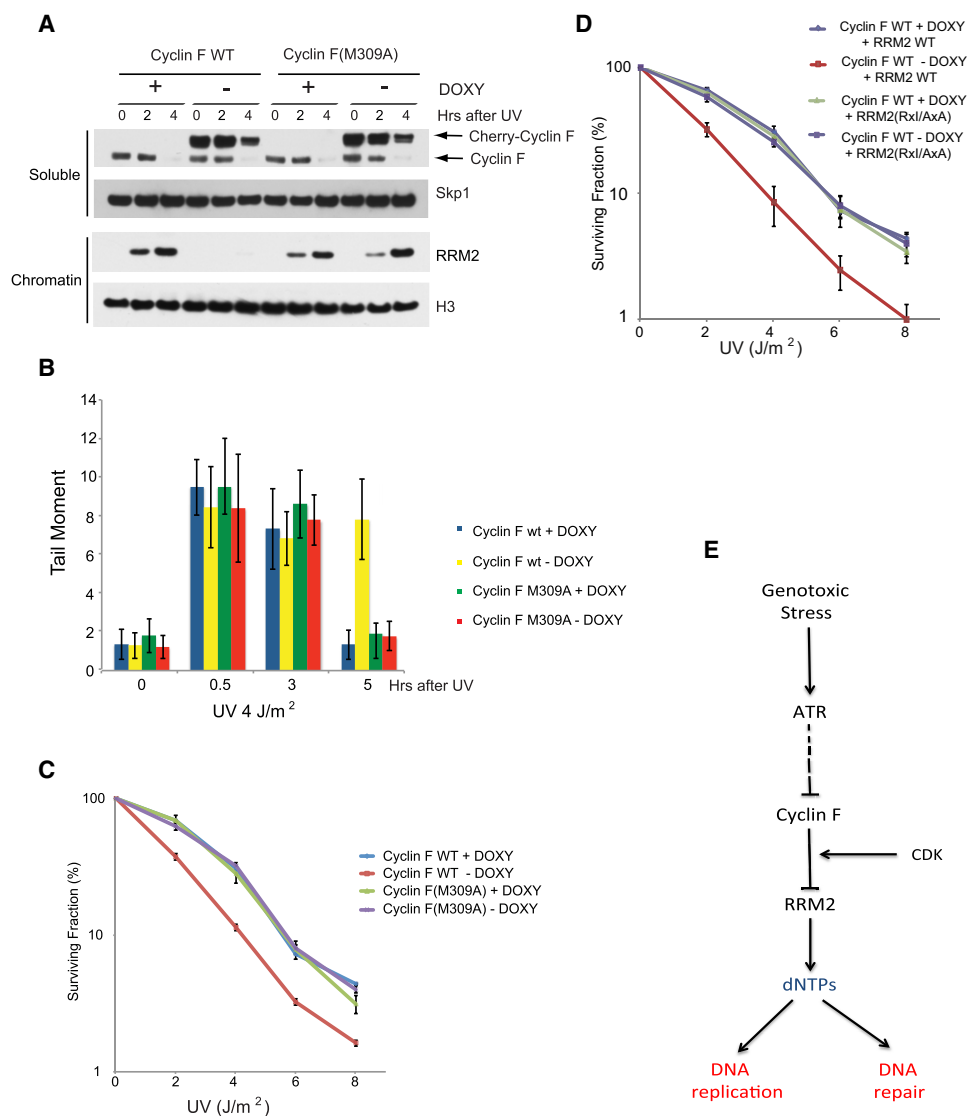 A
Cyclin F WT
Cyclin F(M309A)
+ - + - DOXY
0 2 4 0 2 4 0 2 4 0 2 4 Hrs after UV
Cherry-Cyclin F
Cyclin F
Soluble
Skp1
RRM2
Chromatin
H3
B
14
12
10
8
6
4
2
0
Tail Moment
0 0.5 3 5 Hrs after UV
UV 4 J/m²
Cyclin F wt + DOXY
Cyclin F wt - DOXY
Cyclin F M309A + DOXY
Cyclin F M309A - DOXY
C
100
10
1
Surviving Fraction (%)
0 2 4 6 8
UV (J/m²)
Cyclin F WT + DOXY
Cyclin F WT - DOXY
Cyclin F(M309A) + DOXY
Cyclin F(M309A) - DOXY
D
100
10
1
Surviving Fraction (%)
0 2 4 6 8
UV (J/m²)
Cyclin F WT + DOXY
+ RRM2 WT
Cyclin F WT - DOXY
+ RRM2 WT
Cyclin F WT + DOXY
+ RRM2(RxI/AxA)
Cyclin F WT - DOXY
+ RRM2(RxI/AxA)
E
Genotoxic
Stress
ATR
Cyclin F
CDK
RRM2
dNTPs
DNA
replication
DNA
repair